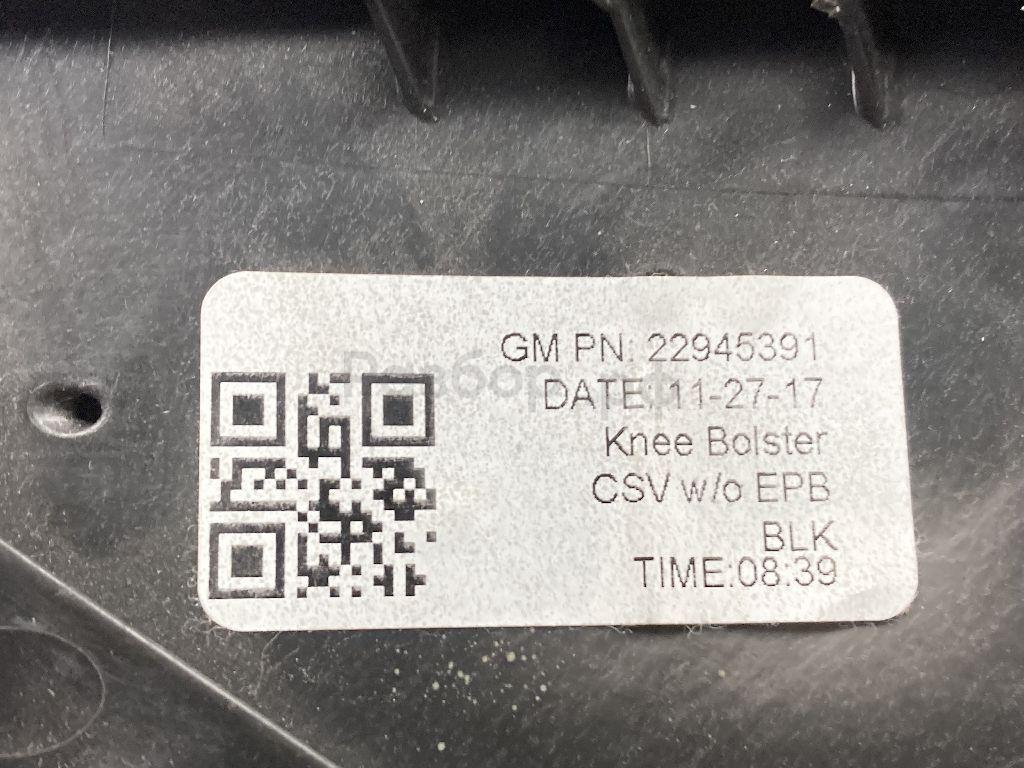 GM PN: 22945391
DATE: 11-27-17
Knee Bolster
CSV w/o EPB
BLK
TIME:08:39